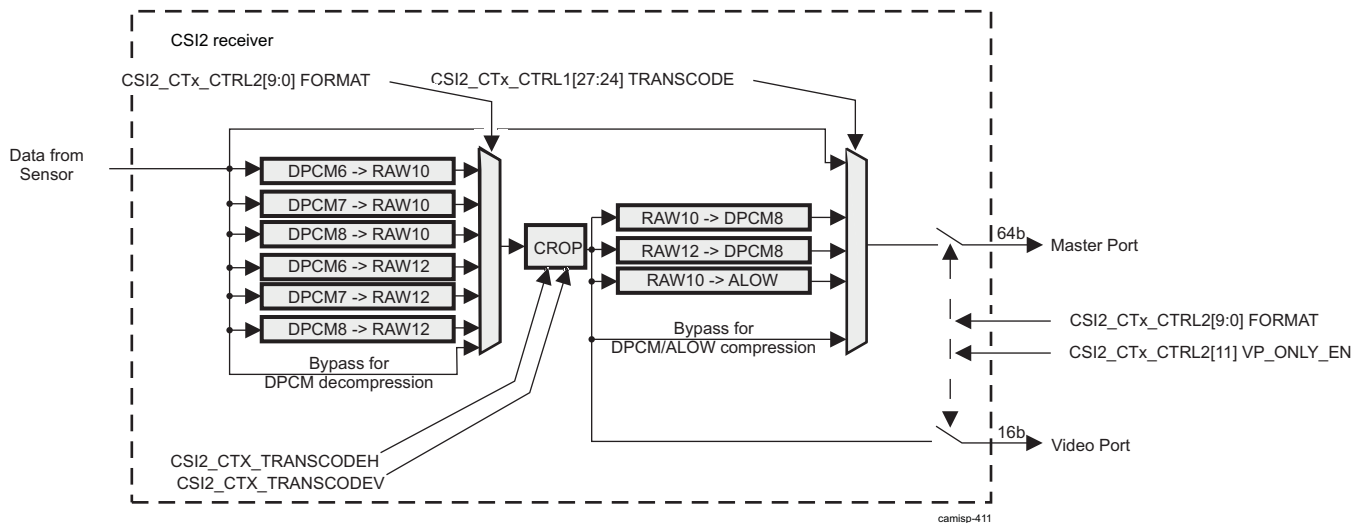 CSI2 receiver
CSI2_CTx_CTRL2[9:0] FORMAT
CSI2_CTx_CTRL1[27:24] TRANSCODE
Data from
Sensor
DPCM6 -> RAW10
DPCM7 -> RAW10
DPCM8 -> RAW10
DPCM6 -> RAW12
DPCM7 -> RAW12
DPCM8 -> RAW12
Bypass for
DPCM decompression
CROP
RAW10 -> DPCM8
RAW12 -> DPCM8
RAW10 -> ALOW
Bypass for
DPCM/ALOW compression
64b
Master Port
CSI2_CTx_CTRL2[9:0] FORMAT
CSI2_CTx_CTRL2[11] VP_ONLY_EN
16b
Video Port
CSI2_CTX_TRANSCODEH
CSI2_CTX_TRANSCODEV
camisp-411